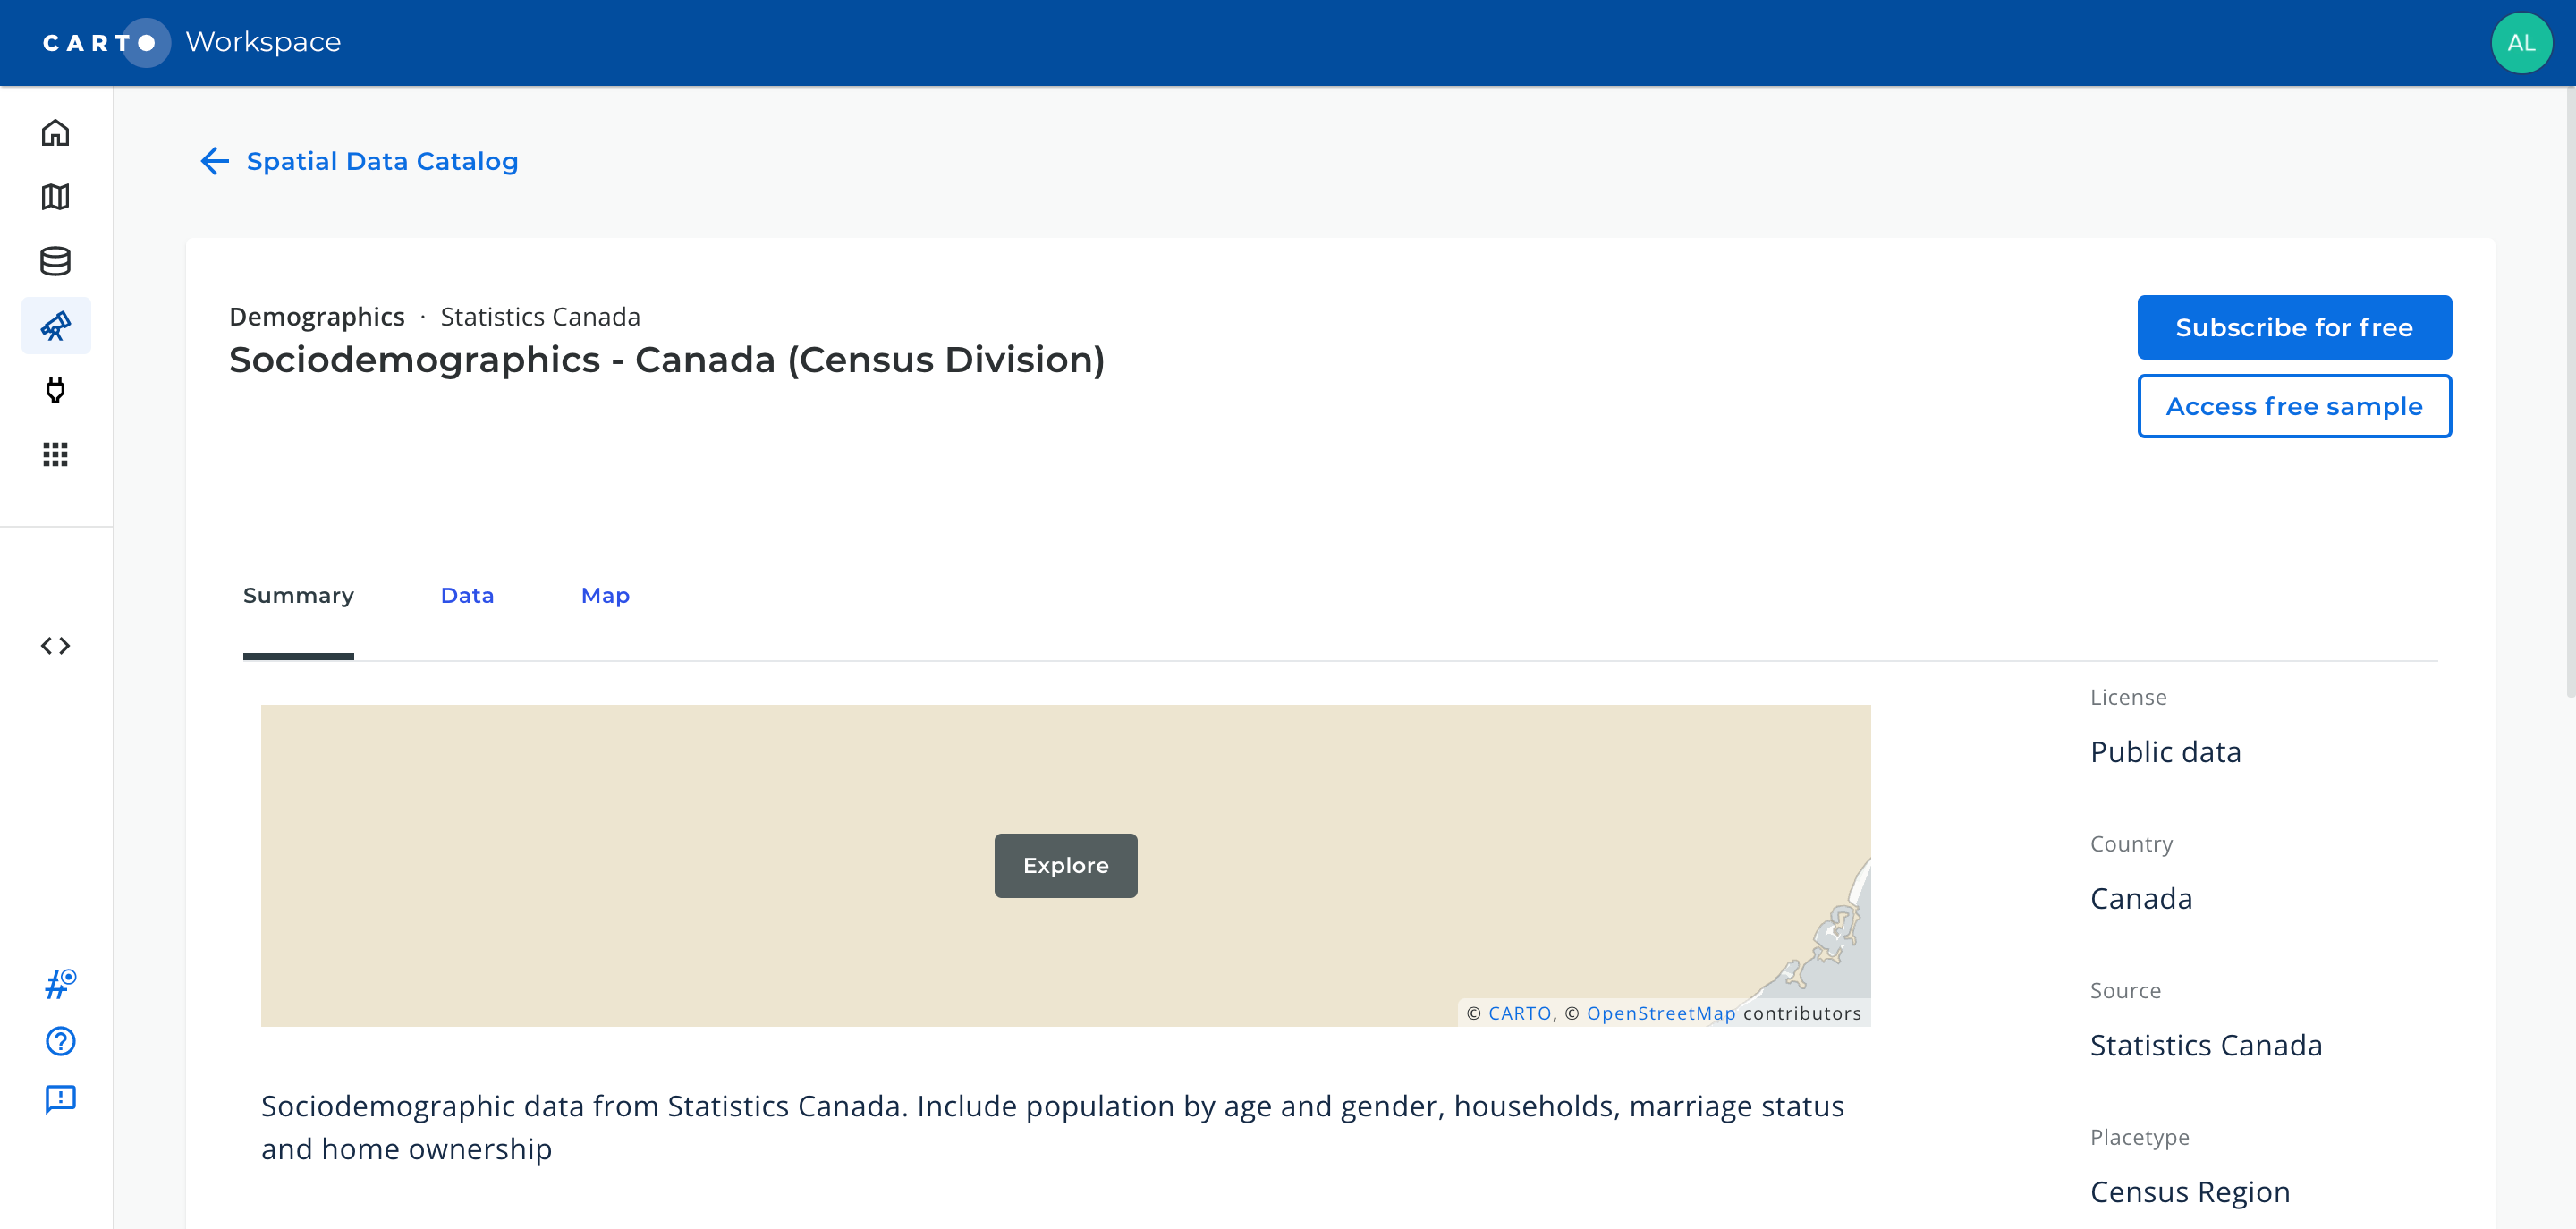 CARTO Workspace
AL
Spatial Data Catalog
Demographics · Statistics Canada
Sociodemographics - Canada (Census Division)
Subscribe for free
Access free sample
Summary
Data
Map
Explore
© CARTO, © OpenStreetMap contributors
Sociodemographic data from Statistics Canada. Include population by age and gender, households, marriage status
and home ownership
License
Public data
Country
Canada
Source
Statistics Canada
Placetype
Census Region